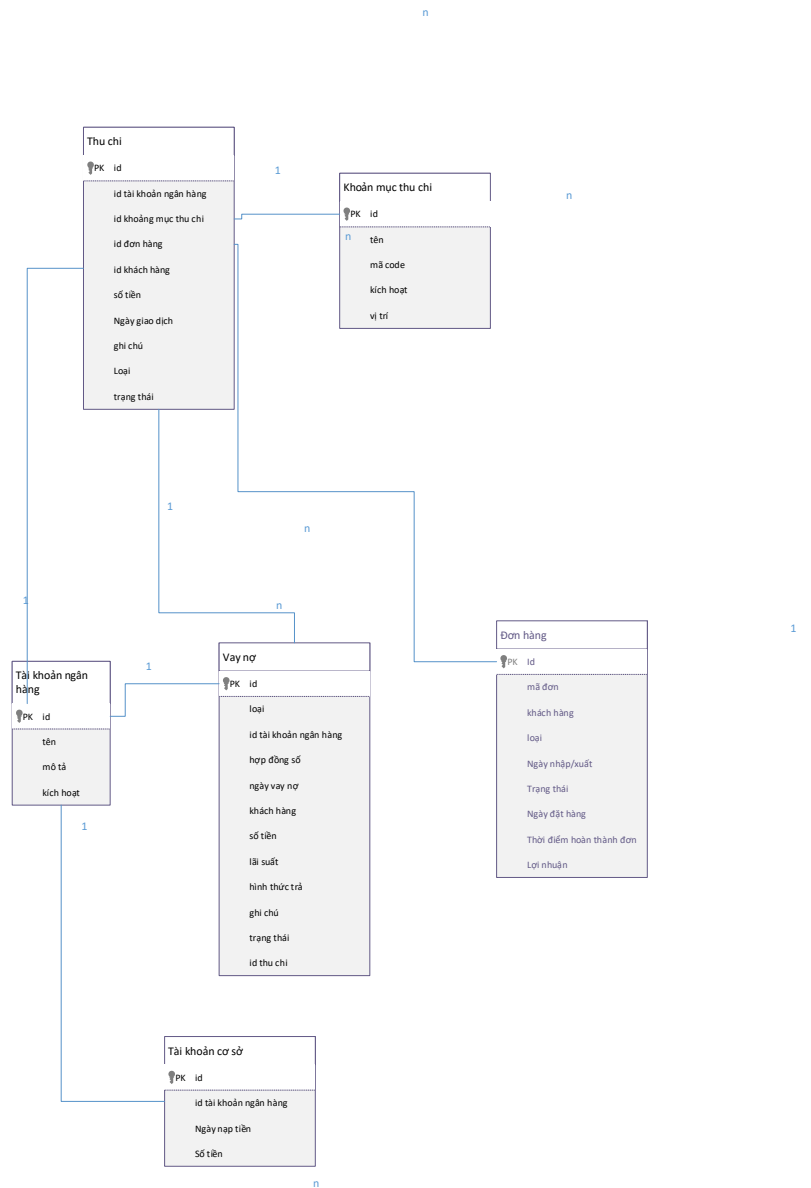 n
Thu chi
PK id
id tài khoản ngân hàng
id khoảng mục thu chi
id đơn hàng
id khách hàng
số tiền
Ngày giao dịch
ghi chú
Loại
trạng thái
1
Khoản mục thu chi
PK id
n
tên
mã code
kích hoạt
vị trí
n
1
n
1
n
1
1
Tài khoản ngân
hàng
PK id
tên
mô tả
kích hoạt
1
Vay nợ
PK id
loại
id tài khoản ngân hàng
hợp đồng số
ngày vay nợ
khách hàng
số tiền
lãi suất
hình thức trả
ghi chú
trạng thái
id thu chi
Đơn hàng
PK Id
mã đơn
khách hàng
loại
Ngày nhập/xuất
Trạng thái
Ngày đặt hàng
Thời điểm hoàn thành đơn
Lợi nhuận
Tài khoản cơ sở
PK id
id tài khoản ngân hàng
Ngày nạp tiền
Số tiền
n